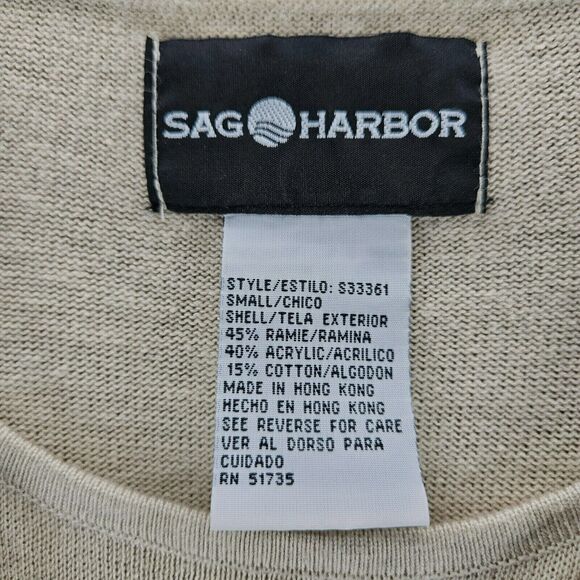 SAG HARBOR
STYLE/ESTILO: S33361
SMALL/CHICO
SHELL/TELA EXTERIOR
45% RAMIE/RAMINA
40% ACRYLIC/ACRILICO
15% COTTON/ALGODON
MADE IN HONG KONG
HECHO EN HONG KONG
SEE REVERSE FOR CARE
VER AL DORSO PARA
CUIDADO
RN 51735